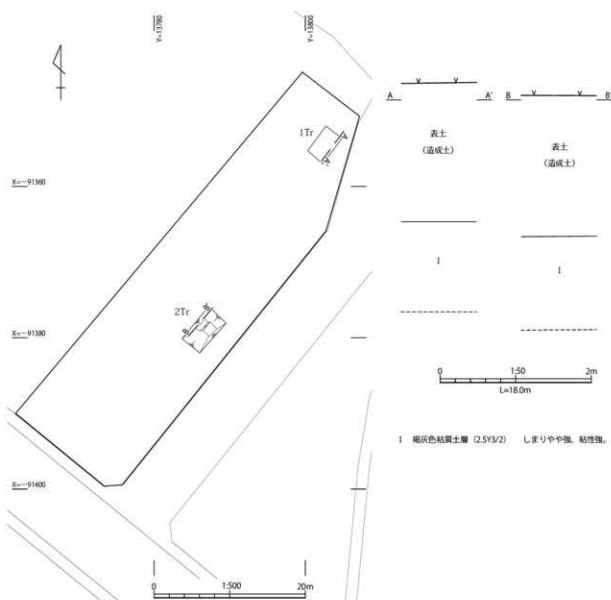 Y=13780
Y=13800
X=-91360
X=-91380
X=-91400
1Tr
A
A'
2Tr
B
B'
0 1:500 20m
A A'
表土
(造成土)
I
B B'
表土
(造成土)
I
0 1:50 2m
L=18.0m
I 褐灰色粘質土層 (2.5Y3/2) しまりやや強、粘性強。